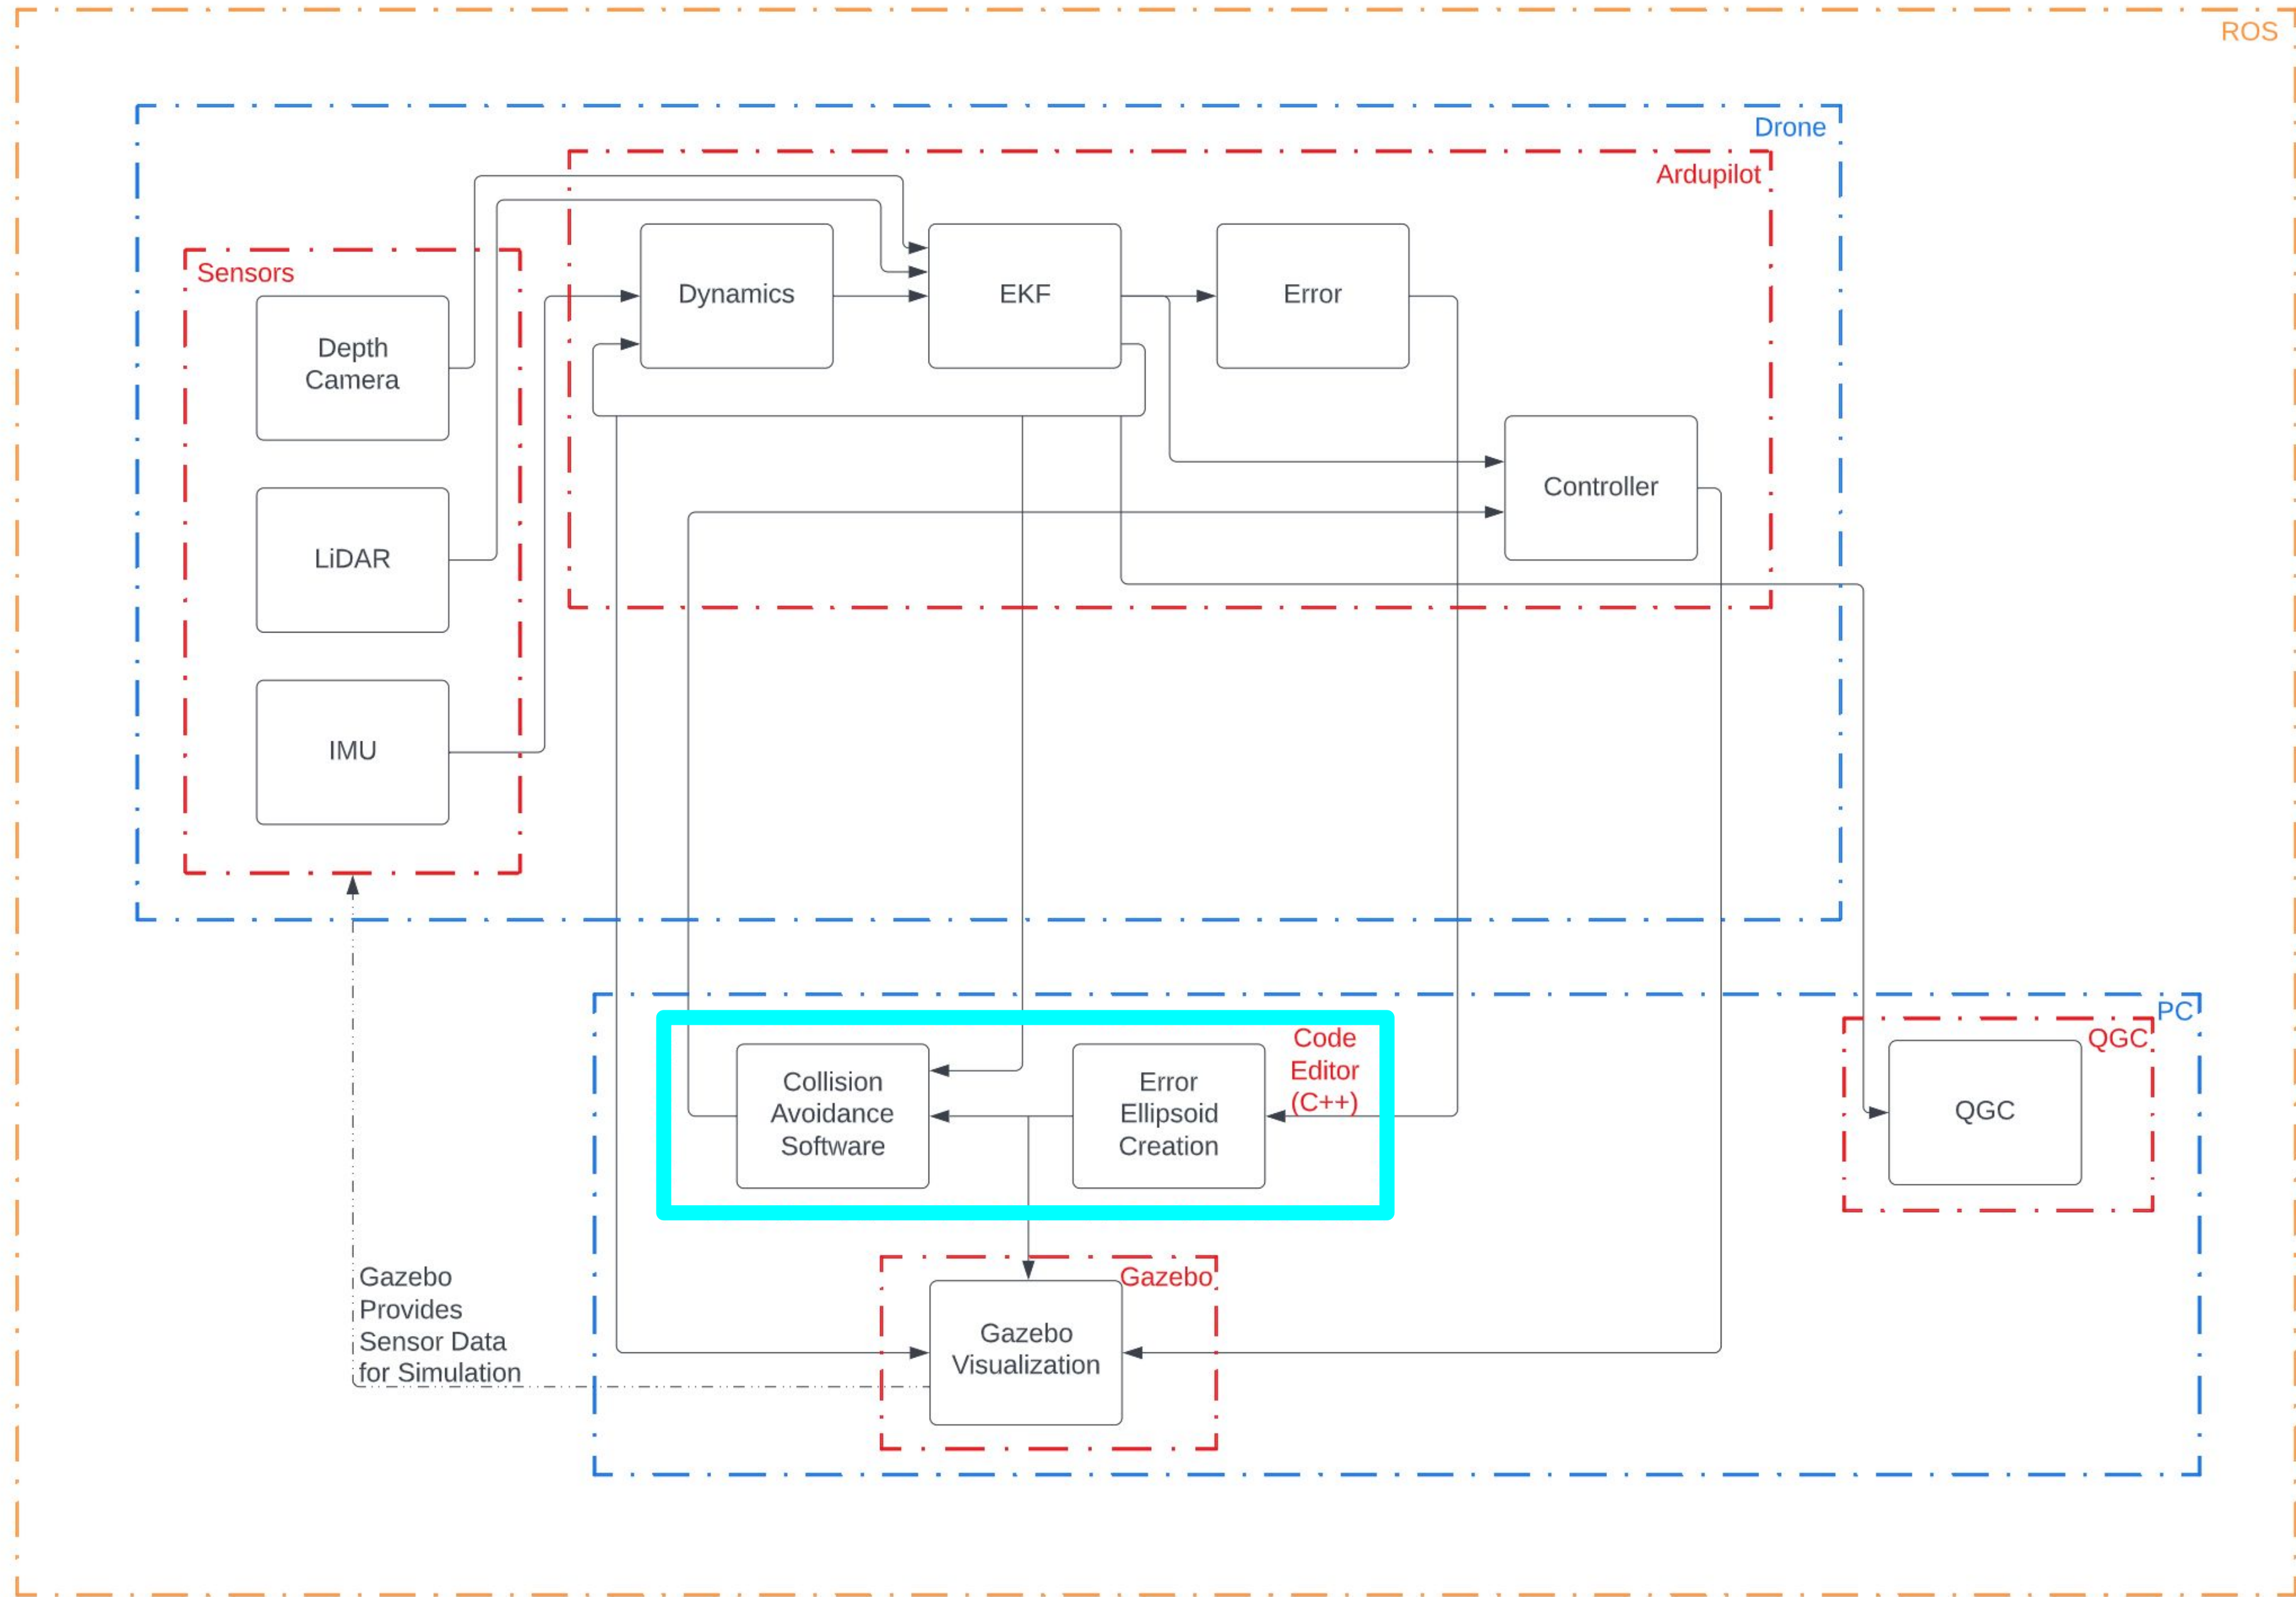 ROS
Drone
Ardupilot
Sensors
Dynamics
EKF
Error
Depth
Camera
Controller
LiDAR
IMU
PC
Code
Editor
(C++)
QGC
Collision
Avoidance
Software
Error
Ellipsoid
Creation
QGC
Gazebo
Gazebo
Provides
Sensor Data
for Simulation
Gazebo
Visualization